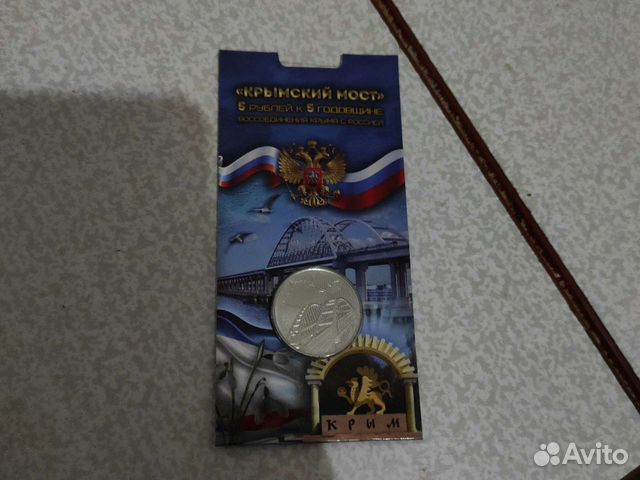 «КРЫМСКИЙ МОСТ»
5 РУБЛЕЙ К 5 ГОДОВЩИНЕ
ВОССОЕДИНЕНИЯ КРЫМА С РОССИЕЙ
КРЫМ
Avito